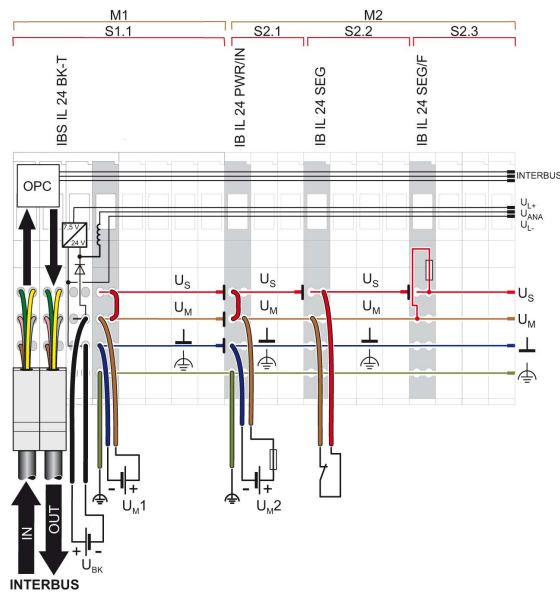 M1 M2
S1.1 S2.1 S2.2 S2.3
IBS IL 24 BK-T
IB IL 24 PWR/IN
IB IL 24 SEG
IB IL 24 SEG/F
OPC
INTERBUS
7,5 V
24 V
UL+
UANA
UL-
US US US US
UM UM UM UM
- +
UM1
- +
UM2
IN OUT
+ -
UBK
INTERBUS